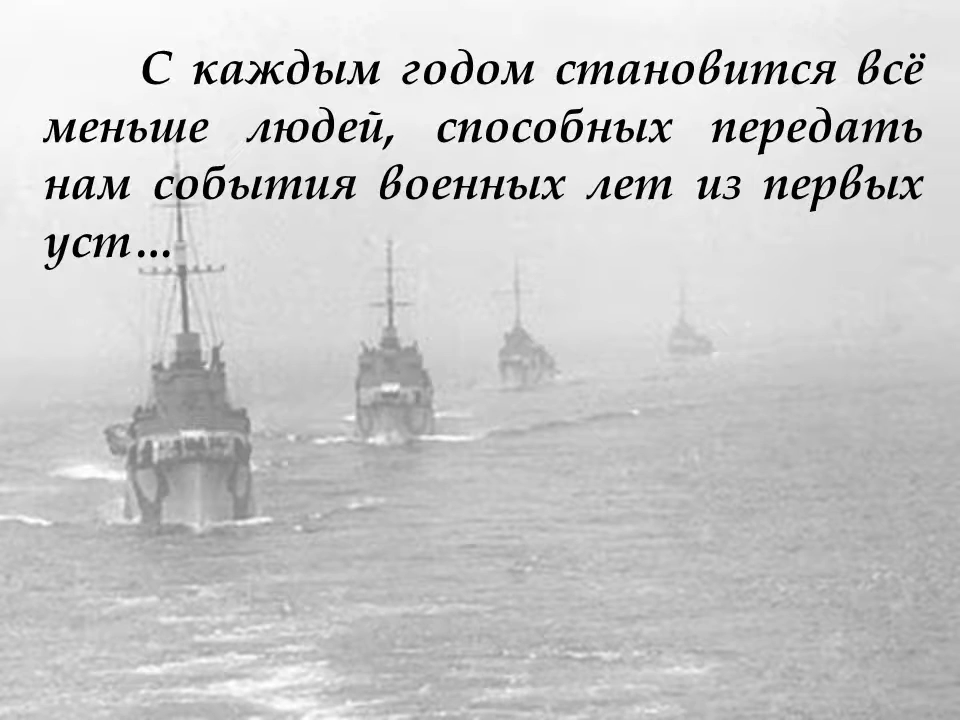 С каждым годом становится всё
меньше людей, способных передать
нам события военных лет из первых
уст…